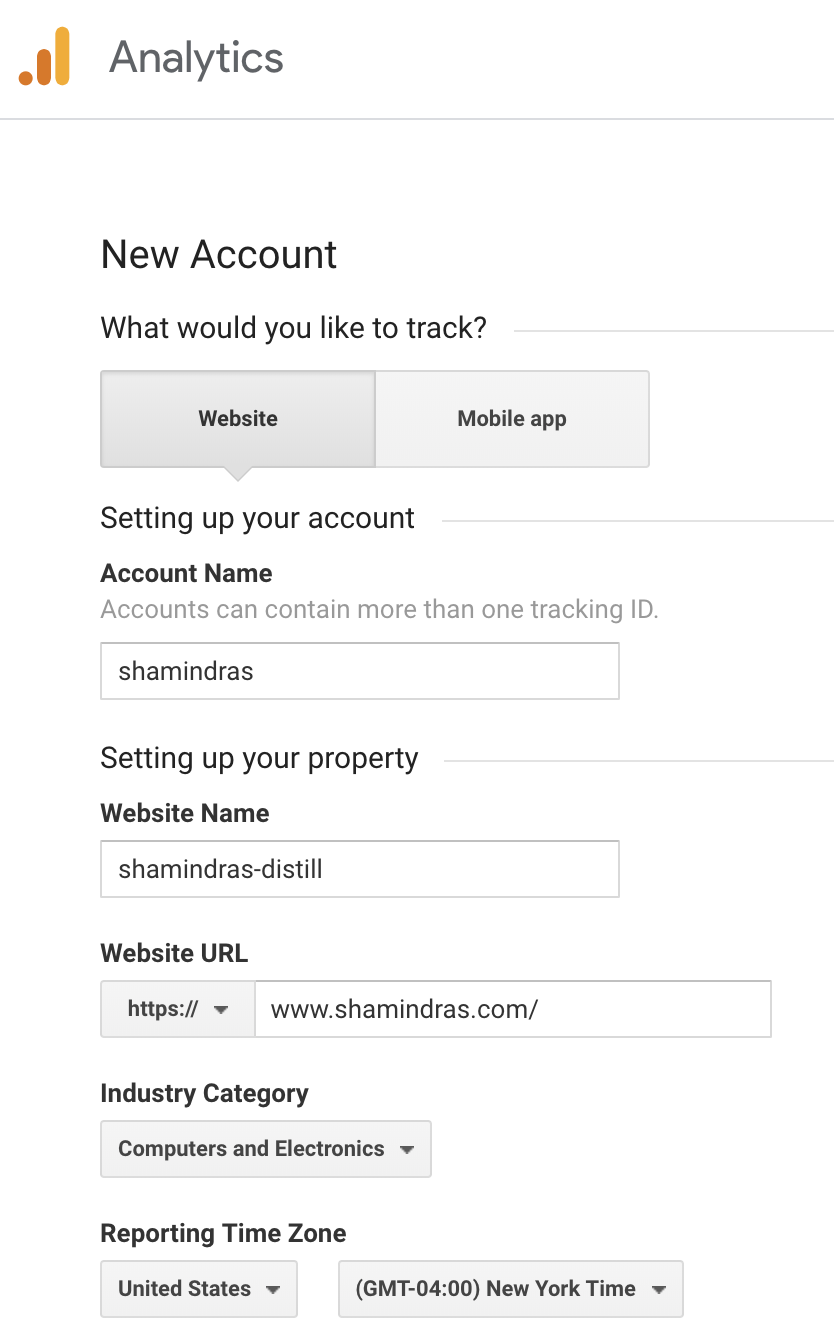 Analytics
New Account
What would you like to track?
Website
Mobile app
Setting up your account
Account Name
Accounts can contain more than one tracking ID.
shamindras
Setting up your property
Website Name
shamindras-distill
Website URL
https:// www.shamindras.com/
Industry Category
Computers and Electronics
Reporting Time Zone
United States (GMT-04:00) New York Time